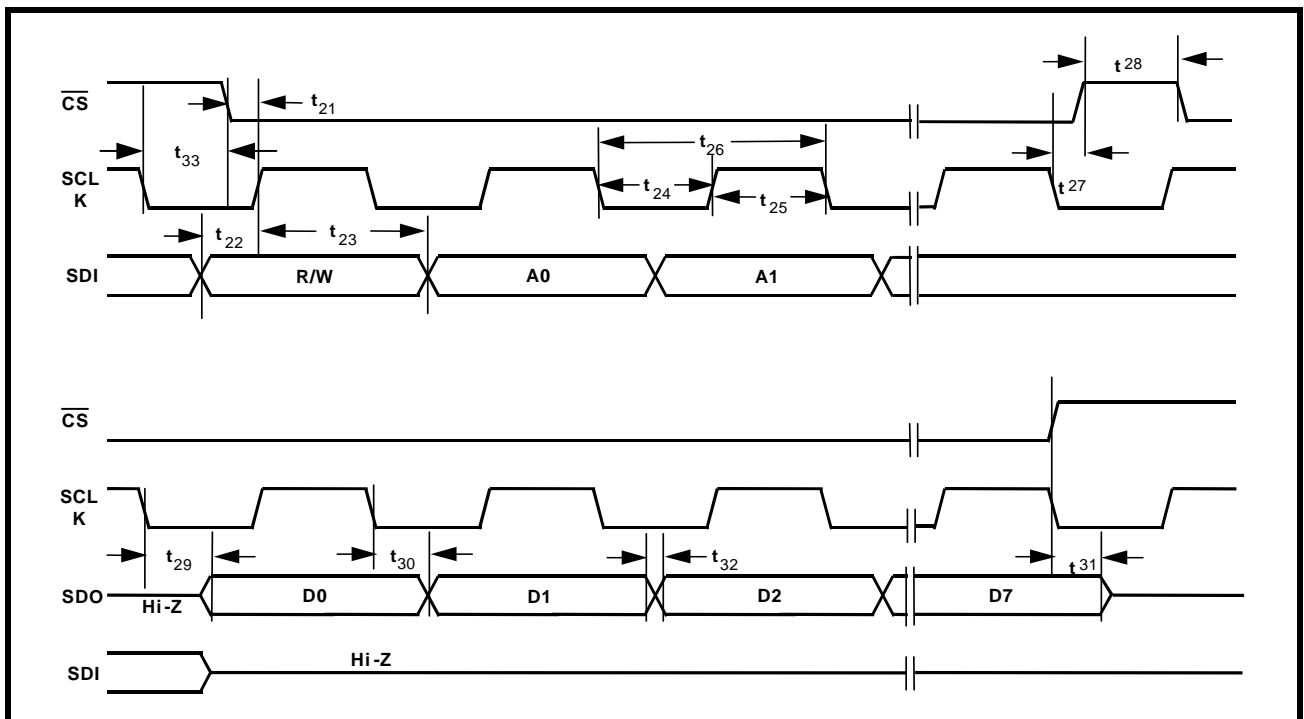 t28
CS
t21
t26
t33
SCL
K
t24
t25
t27
t22
t23
SDI
R/W
A0
A1
CS
SCL
K
t29
t30
t32
t31
SDO
Hi-Z
D0
D1
D2
D7
Hi-Z
SDI